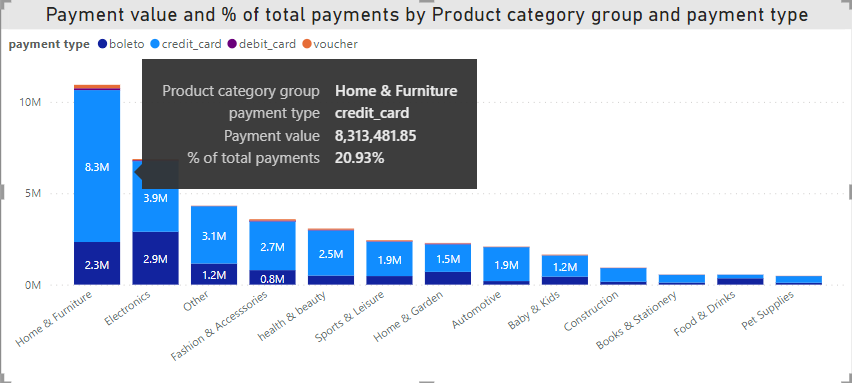 Payment value and % of total payments by Product category group and payment type
payment type boleto credit_card debit_card voucher
Product category group Home & Furniture
payment type credit_card
Payment value 8,313,481.85
% of total payments 20.93%
10M
5M
0M
8.3M
2.3M
3.9M
2.9M
3.1M
1.2M
2.7M
0.8M
2.5M
1.9M
1.5M
1.9M
1.2M
Home & Furniture
Electronics
Other
Fashion & Accesssories
health & beauty
Sports & Leisure
Home & Garden
Automotive
Baby & Kids
Construction
Books & Stationery
Food & Drinks
Pet Supplies